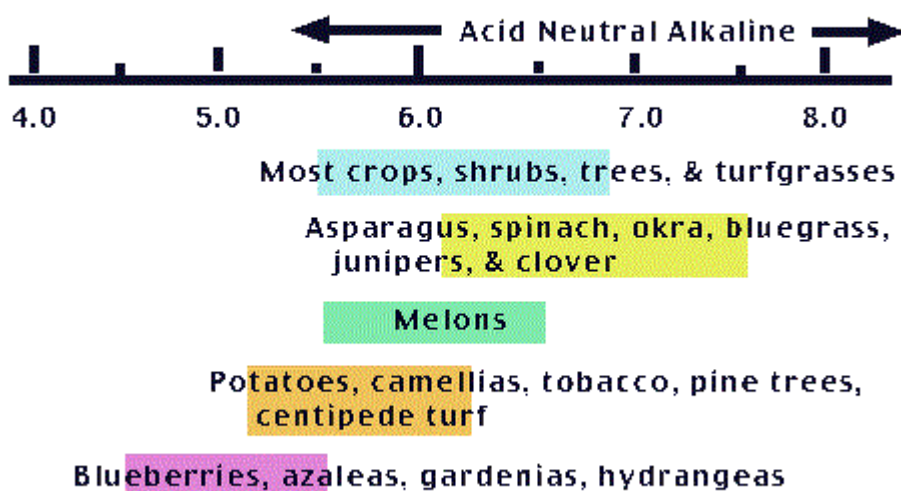 Acid Neutral Alkaline
4.0 5.0 6.0 7.0 8.0
Most crops, shrubs, trees, & turfgrasses
Asparagus, spinach, okra, bluegrass,
junipers, & clover
Melons
Potatoes, camellias, tobacco, pine trees,
centipede turf
Blueberries, azaleas, gardenias, hydrangeas